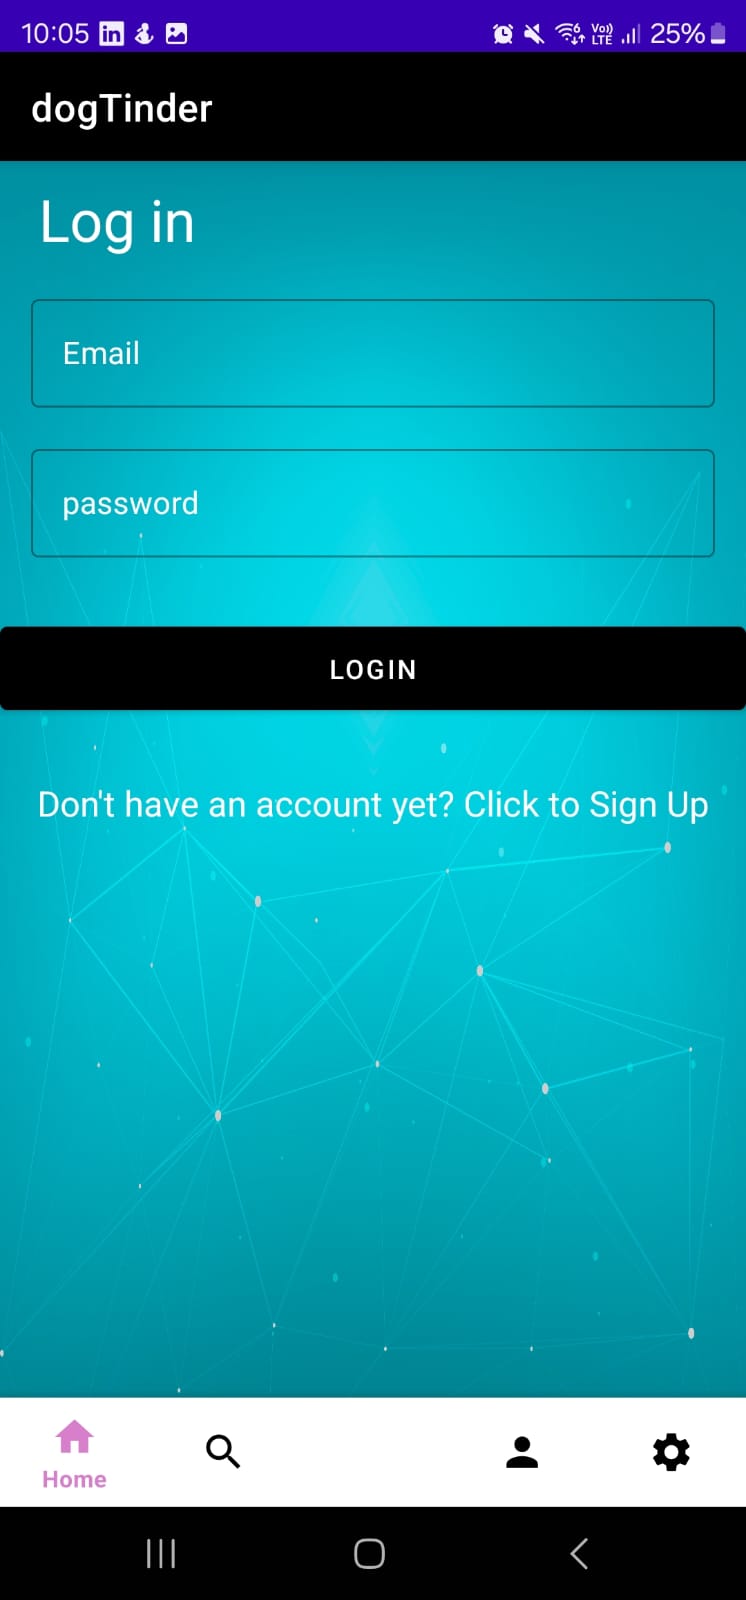 10:05 in Vo)) LTE 25%
dogTinder
Log in
Email
password
LOGIN
Don't have an account yet? Click to Sign Up
Home